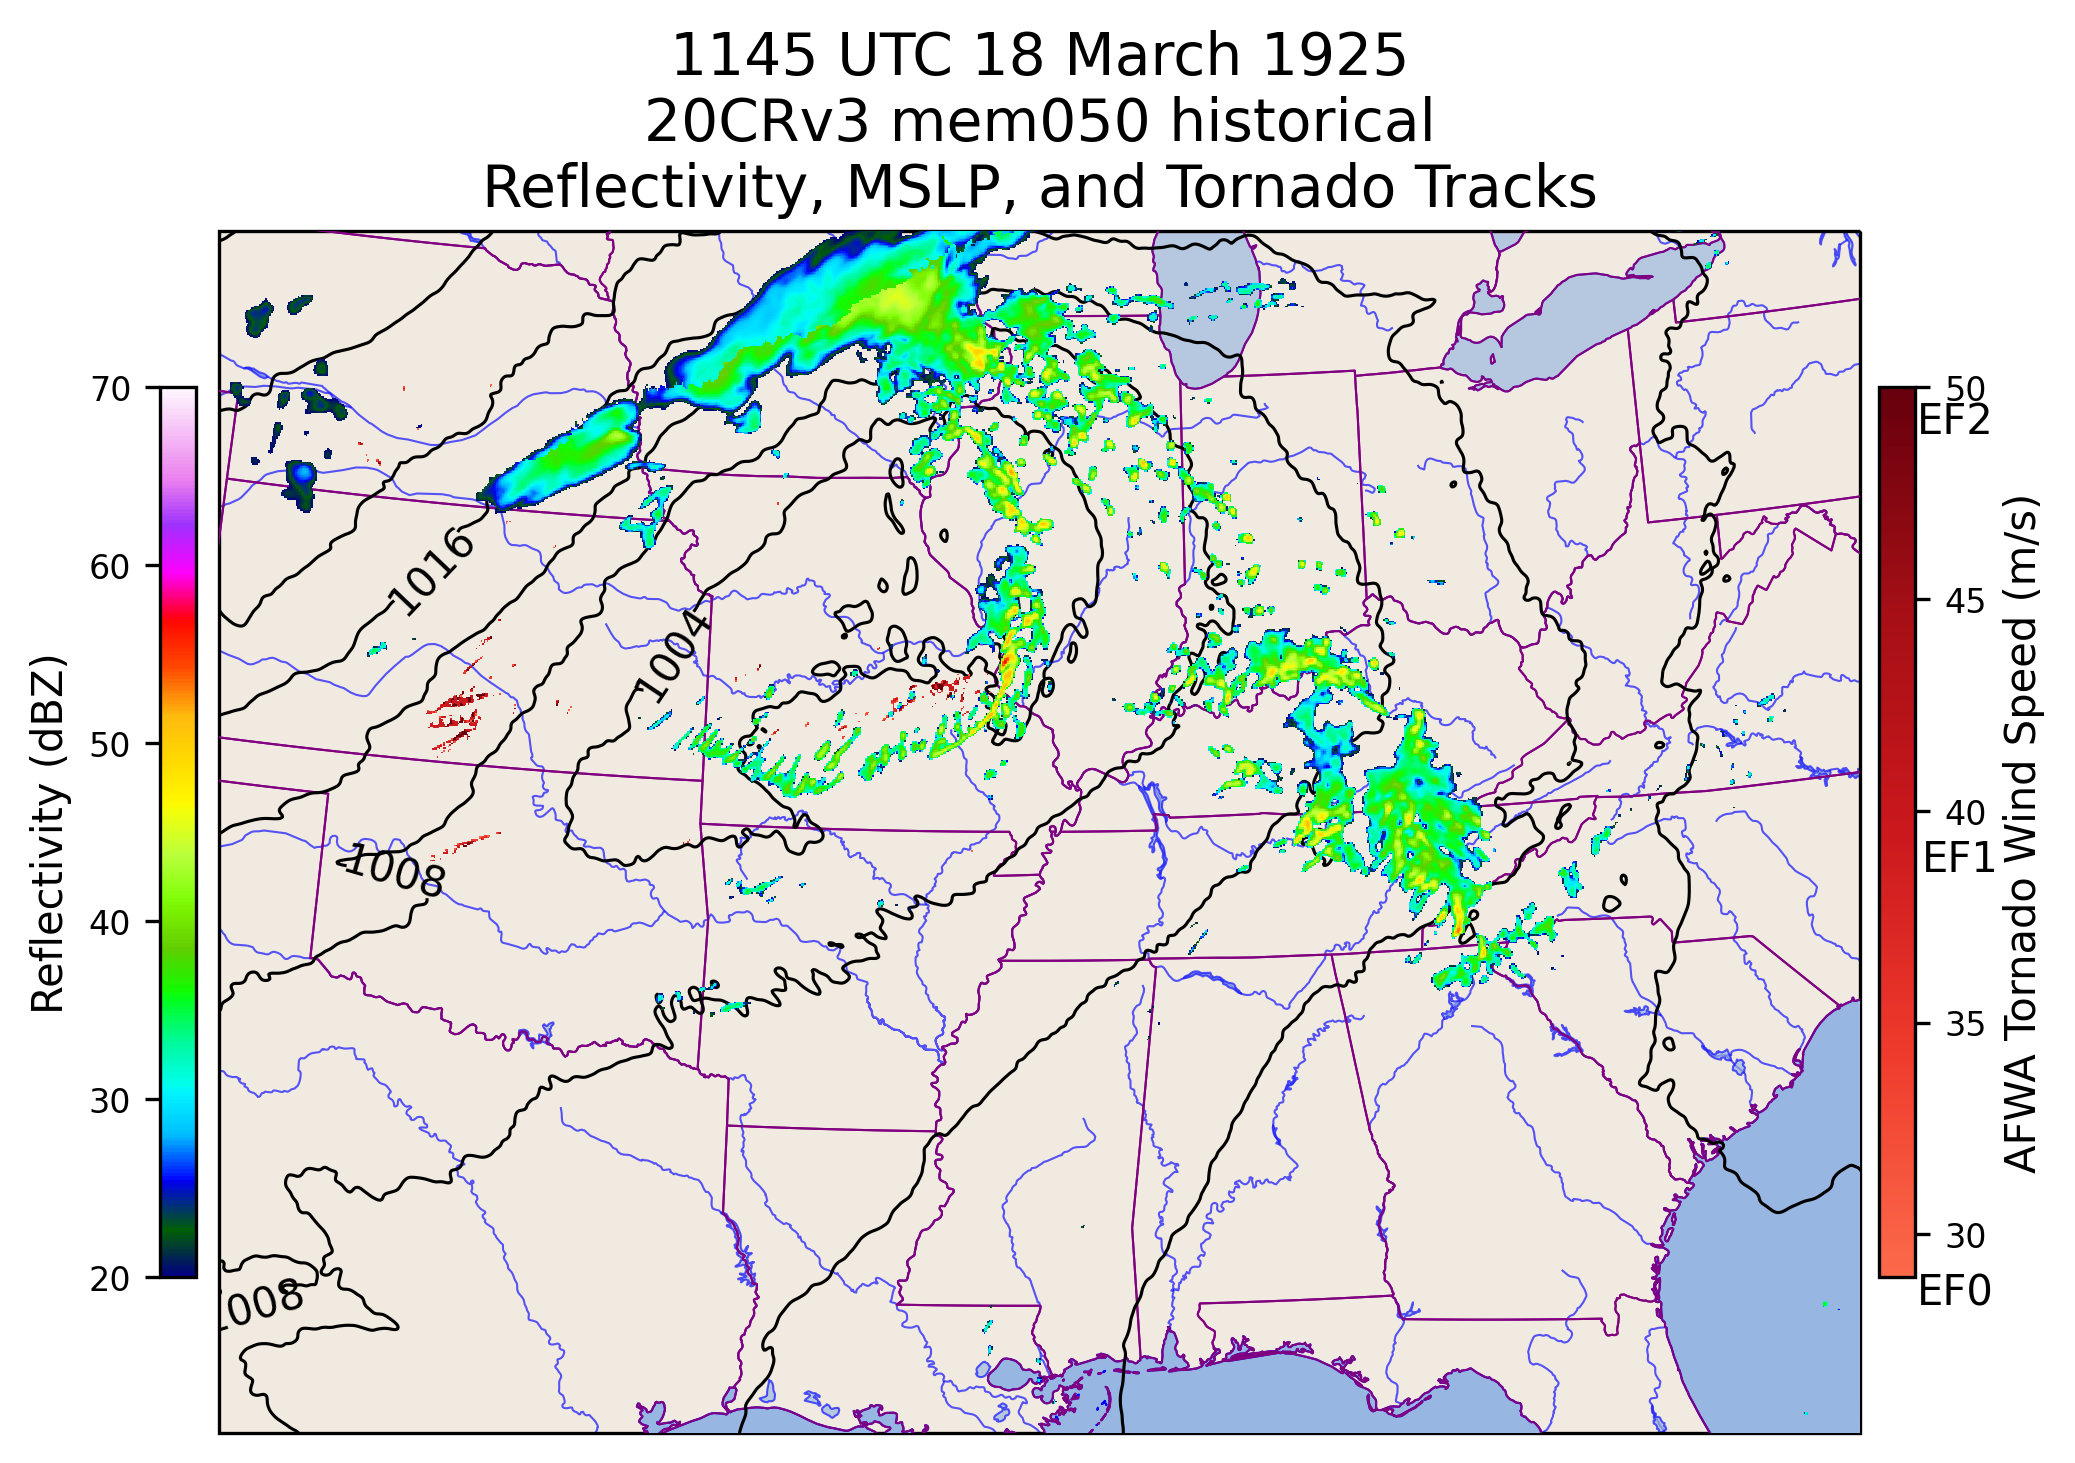 1145 UTC 18 March 1925
20CRv3 mem050 historical
Reflectivity, MSLP, and Tornado Tracks
Reflectivity (dBZ)
70
60
50
40
30
20
1016
1004
1008
008
50
EF2
45
40
EF1
35
30
EF0
AFWA Tornado Wind Speed (m/s)